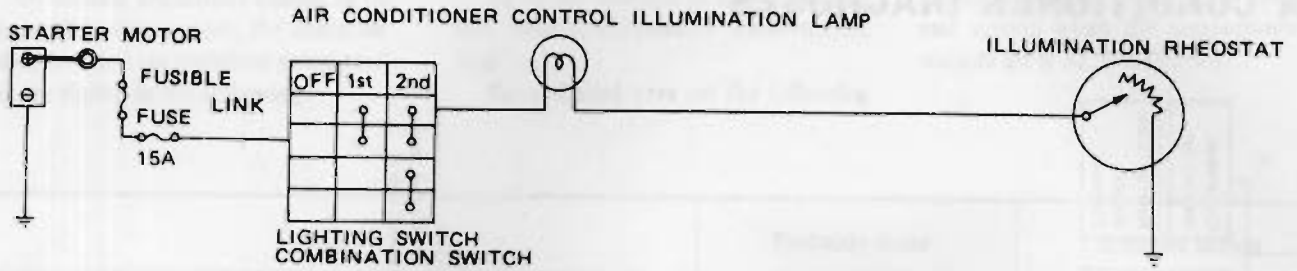 AIR CONDITIONER CONTROL ILLUMINATION LAMP
STARTER MOTOR
ILLUMINATION RHEOSTAT
FUSIBLE
LINK
FUSE
15A
OFF 1st 2nd
LIGHTING SWITCH
COMBINATION SWITCH